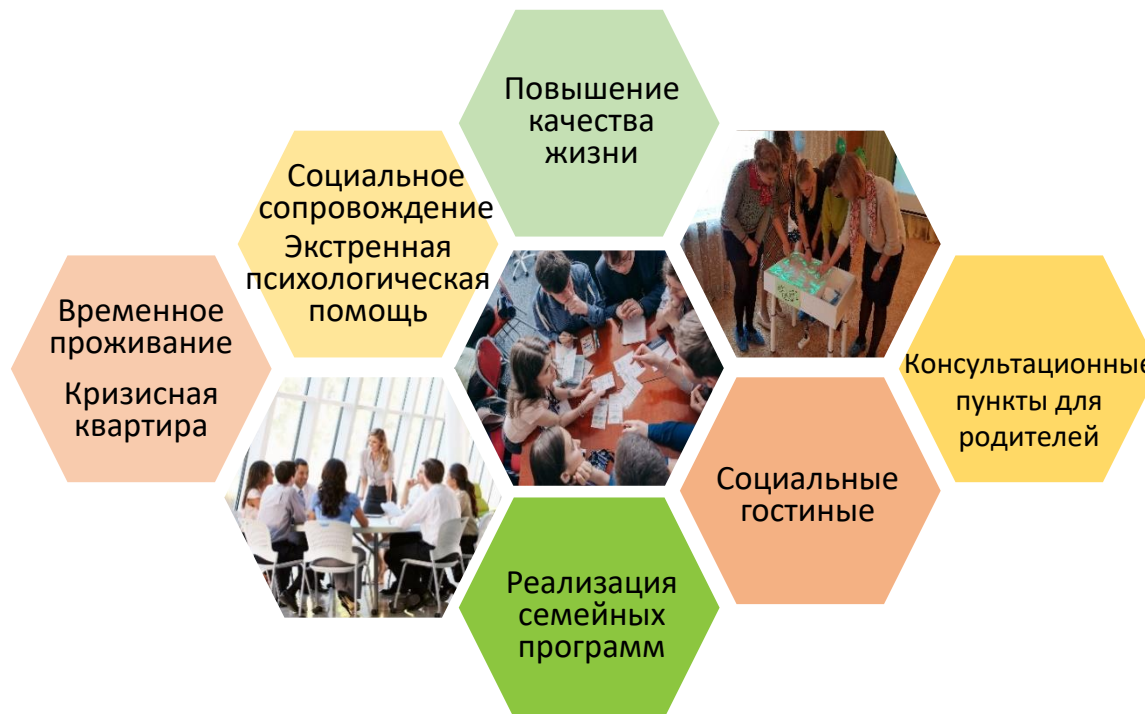 Повышение
качества
жизни
Социальное
сопровождение
Экстренная
психологическая
помощь
Временное
проживание
Кризисная
квартира
Консультационные
пункты для
родителей
Социальные
гостиные
Реализация
семейных
программ